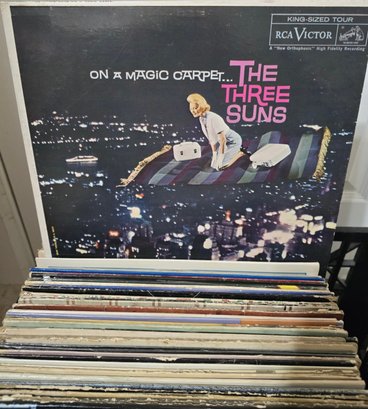 KING-SIZED TOUR
RCA VICTOR
A "New Orthophonic" High Fidelity Recording
ON A MAGIC CARPET... THE
THREE
SUNS